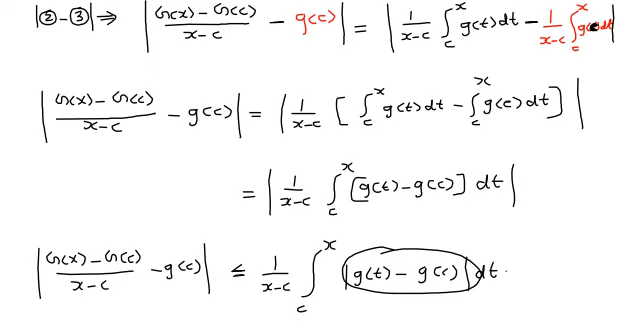 |②-③| ⇒ | (G(x) - G(c))/(x-c) - g(c) | = | 1/(x-c) ∫_c^x g(t) dt - 1/(x-c) ∫_c^x g(c) dt |
| (G(x) - G(c))/(x-c) - g(c) | = | 1/(x-c) [ ∫_c^x g(t) dt - ∫_c^x g(c) dt ] |
= | 1/(x-c) ∫_c^x [g(t) - g(c)] dt |
| (G(x) - G(c))/(x-c) - g(c) | ≤ 1/(x-c) ∫_c^x |g(t) - g(c)| dt.